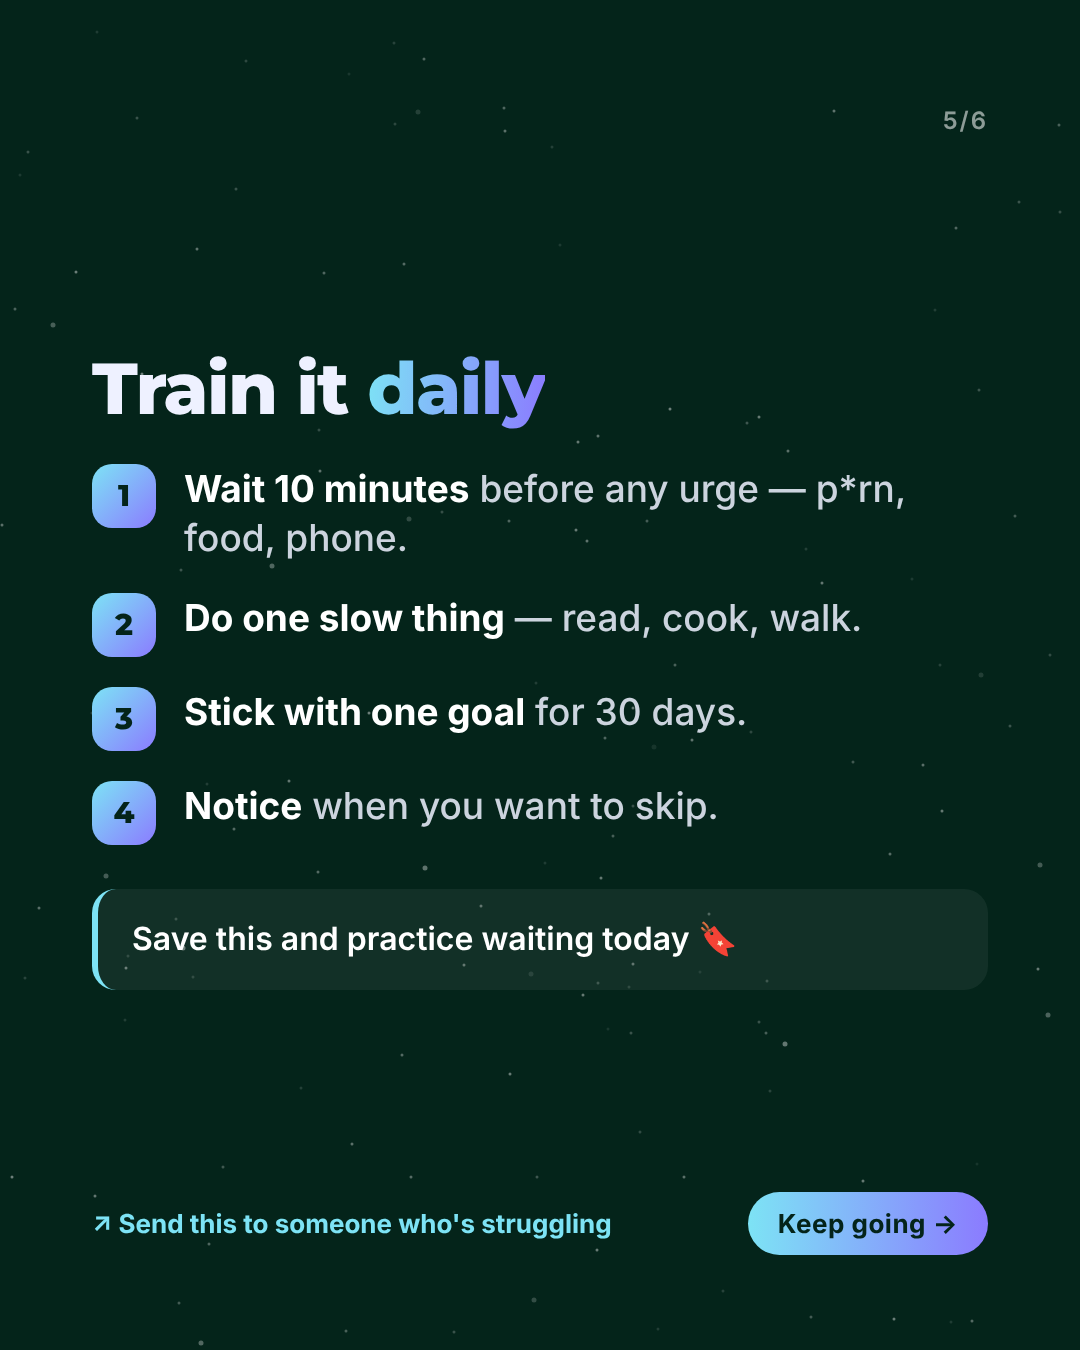 5/6
Train it daily
1 Wait 10 minutes before any urge — p*rn,
food, phone.
2 Do one slow thing — read, cook, walk.
3 Stick with one goal for 30 days.
4 Notice when you want to skip.
Save this and practice waiting today 🔖
↗ Send this to someone who's struggling
Keep going →